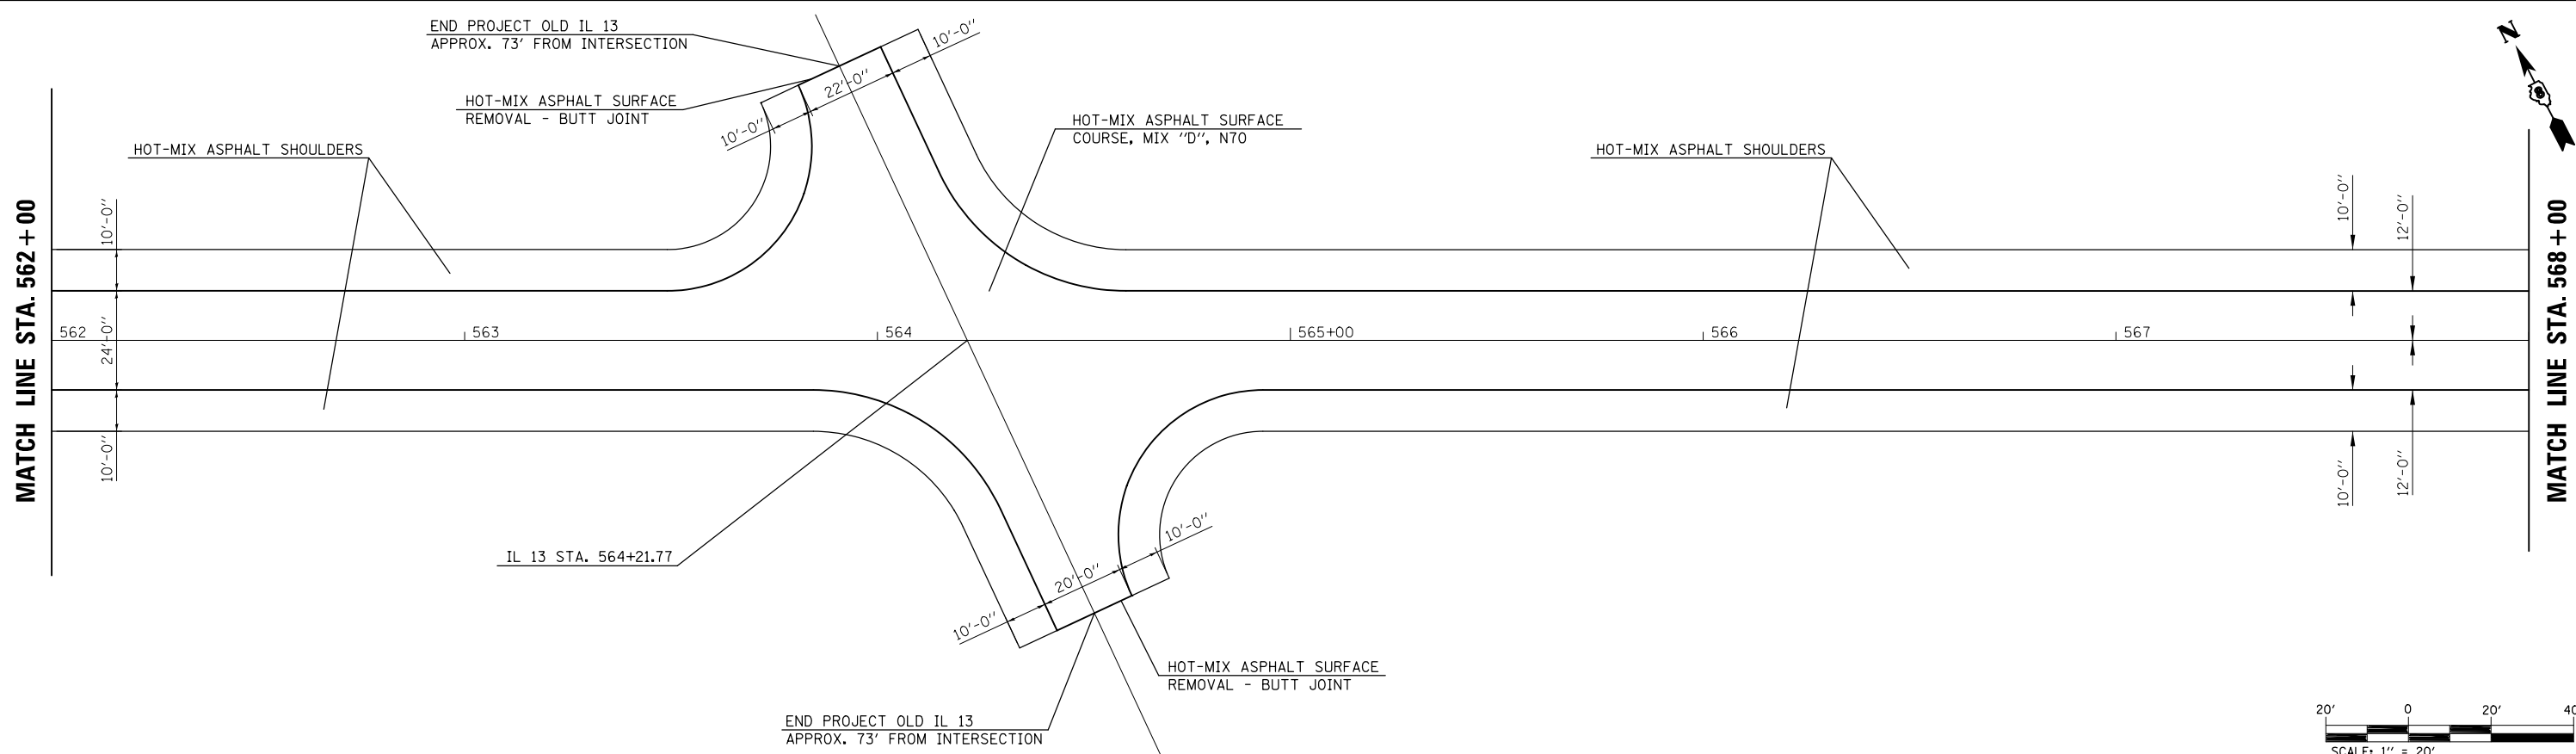 END PROJECT OLD IL 13
APPROX. 73' FROM INTERSECTION
10'-0"
N
HOT-MIX ASPHALT SURFACE
REMOVAL - BUTT JOINT
22'-0"
10'-0"
HOT-MIX ASPHALT SURFACE
COURSE, MIX "D", N70
HOT-MIX ASPHALT SHOULDERS
HOT-MIX ASPHALT SHOULDERS
MATCH LINE STA. 562+00
10'-0"
24'-0"
10'-0"
562
563
564
565+00
566
567
10'-0"
12'-0"
10'-0"
12'-0"
MATCH LINE STA. 568+00
IL 13 STA. 564+21.77
10'-0"
20'-0"
10'-0"
HOT-MIX ASPHALT SURFACE
REMOVAL - BUTT JOINT
END PROJECT OLD IL 13
APPROX. 73' FROM INTERSECTION
20' 0 20' 40
SCALE: 1" = 20'